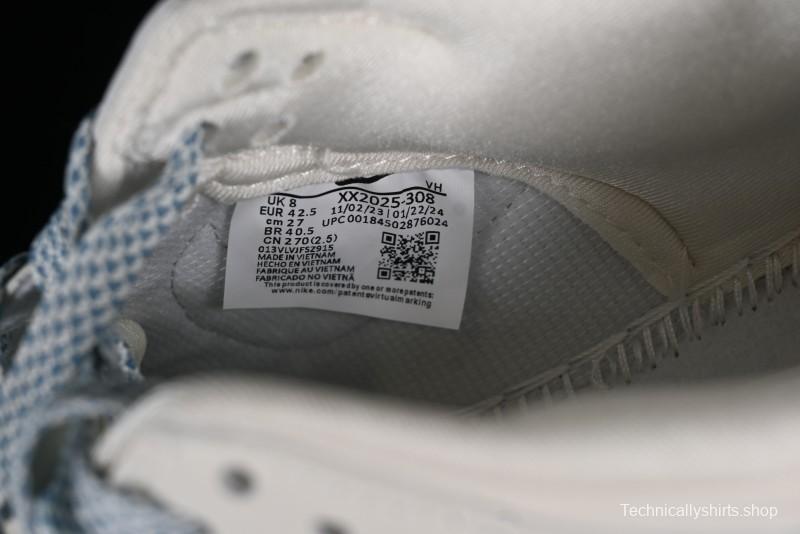 VH
UK 8 XX2025-308
EUR 42.5 11/02/23 | 01/22/24
cm 27 UPC 00184502876024
BR 40.5
CN 270(2.5)
013VLVJFSZ915
MADE IN VIETNAM
HECHO EN VIETNAM
FABRIQUE AU VIETNAM
FABRICADO NO VIETNÃ
This product is covered by one or more patents:
www.nike.com/patentsvirtualmarking
Technicallyshirts.shop